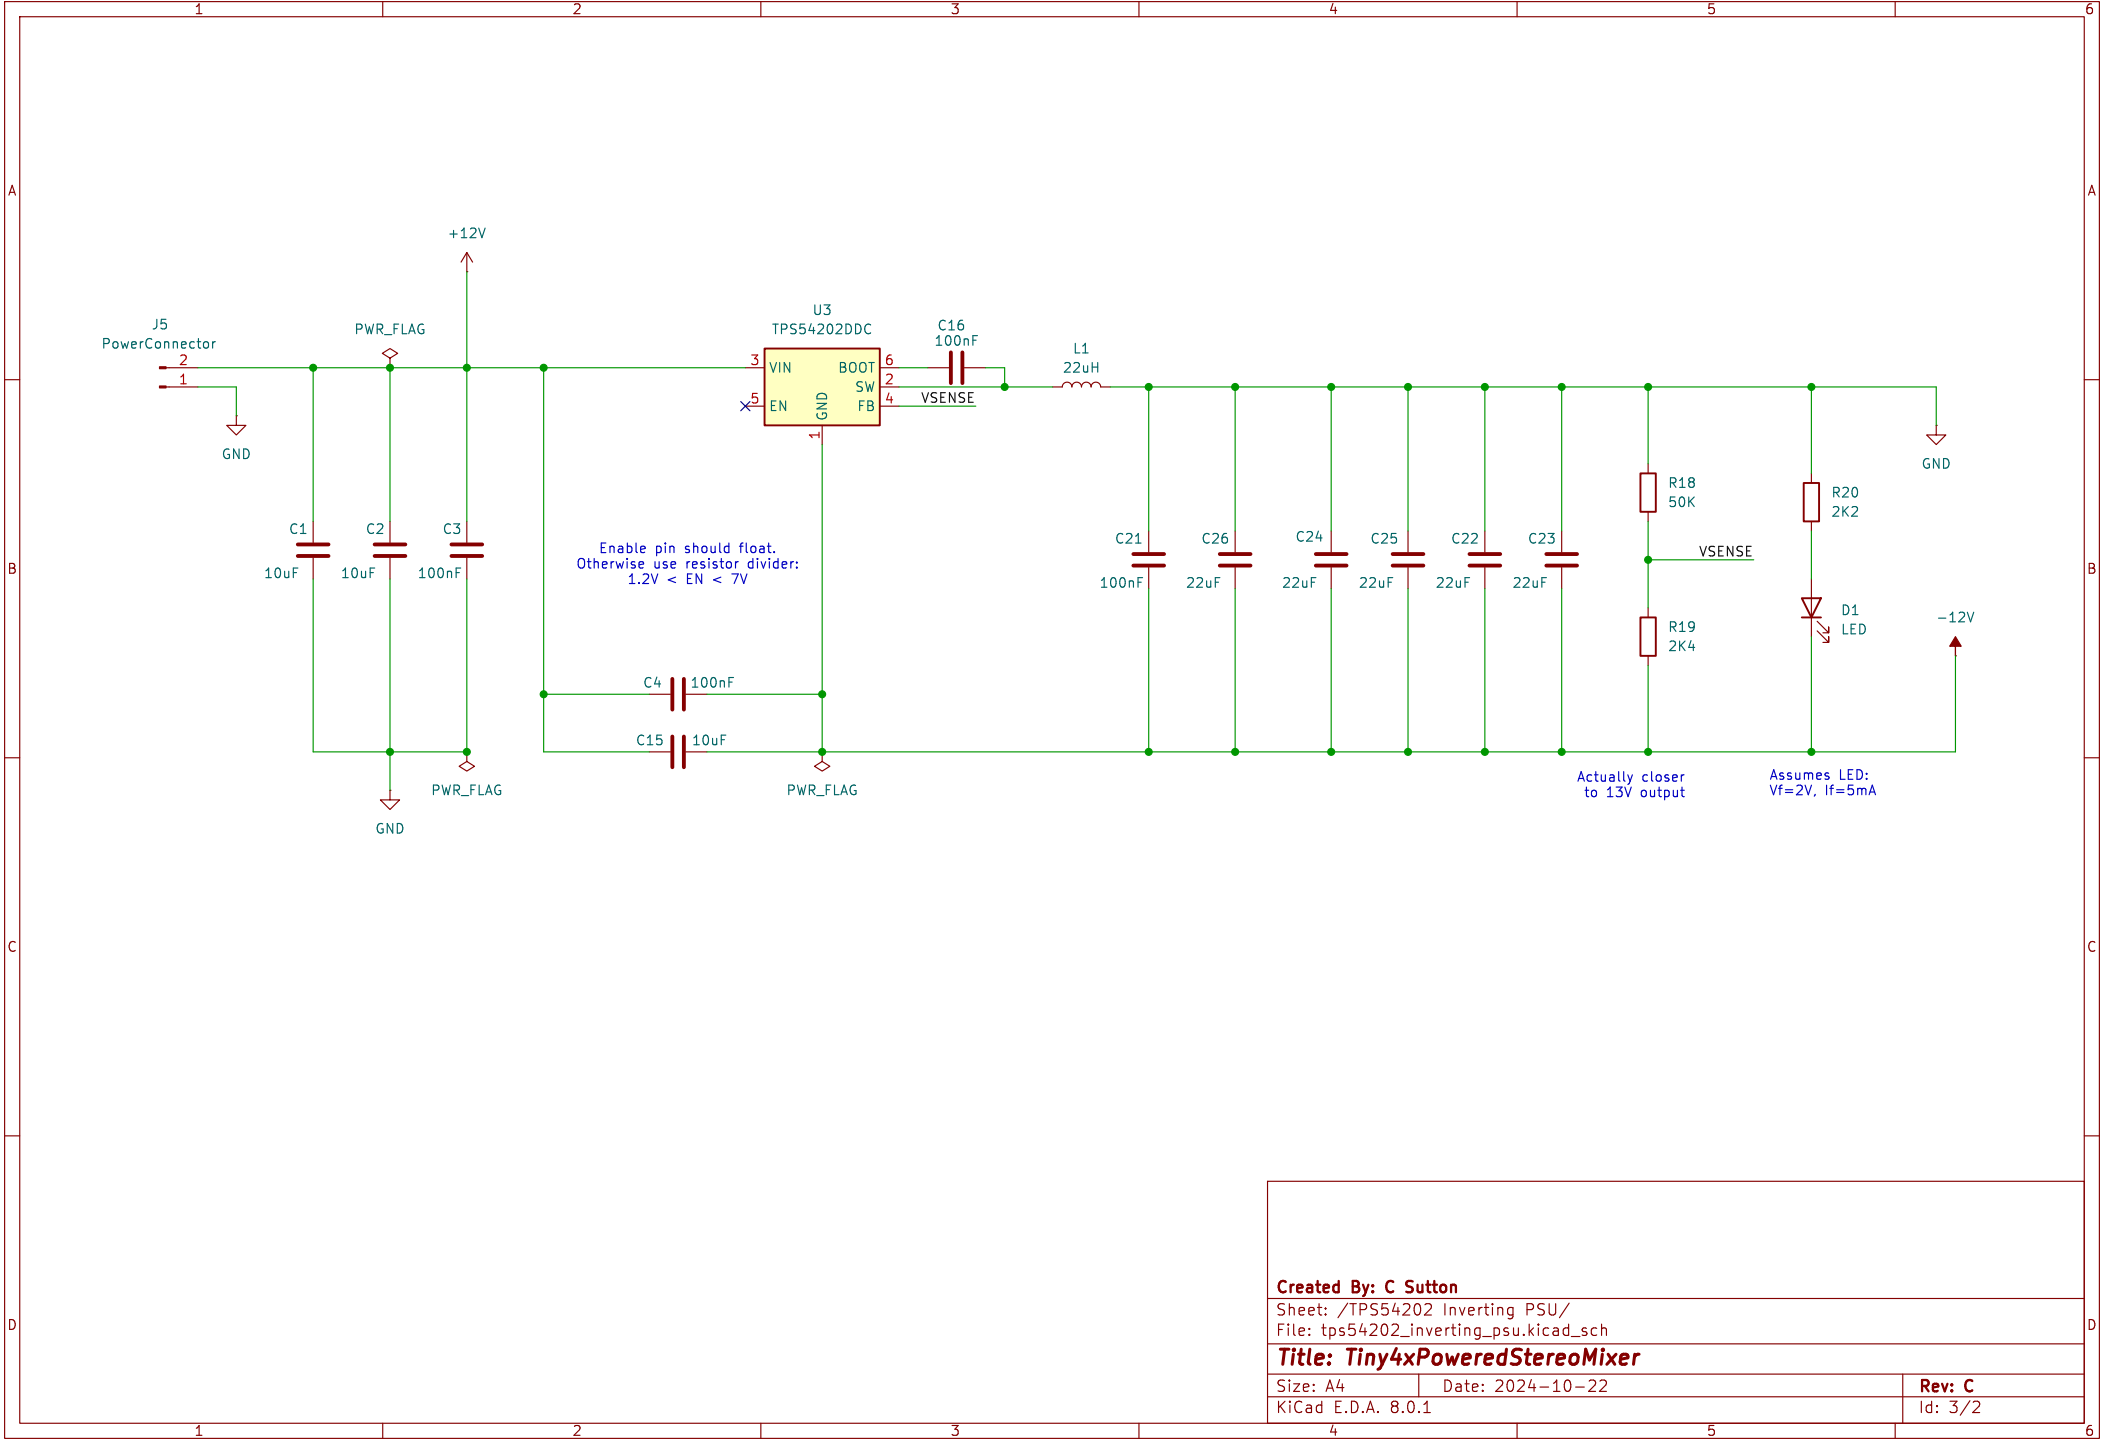 1 2 3 4 5 6
A A
+12V
U3
TPS54202DDC
J5
PowerConnector
PWR_FLAG
C16
100nF
L1
22uH
2
1
3 VIN
BOOT 6
SW 2
5 EN
GND
FB 4
1
VSENSE
GND
GND
R18
50K
R20
2K2
C1
10uF
C2
10uF
C3
100nF
Enable pin should float.
Otherwise use resistor divider:
1.2V < EN < 7V
C21
100nF
C26
22uF
C24
22uF
C25
22uF
C22
22uF
C23
22uF
VSENSE
B B
R19
2K4
D1
LED
-12V
C4 100nF
C15 10uF
PWR_FLAG
PWR_FLAG
GND
Actually closer
to 13V output
Assumes LED:
Vf=2V, If=5mA
C C
Created By: C Sutton
Sheet: /TPS54202 Inverting PSU/
File: tps54202_inverting_psu.kicad_sch
D D
Title: Tiny4xPoweredStereoMixer
Size: A4 Date: 2024-10-22 Rev: C
KiCad E.D.A. 8.0.1 Id: 3/2
1 2 3 4 5 6